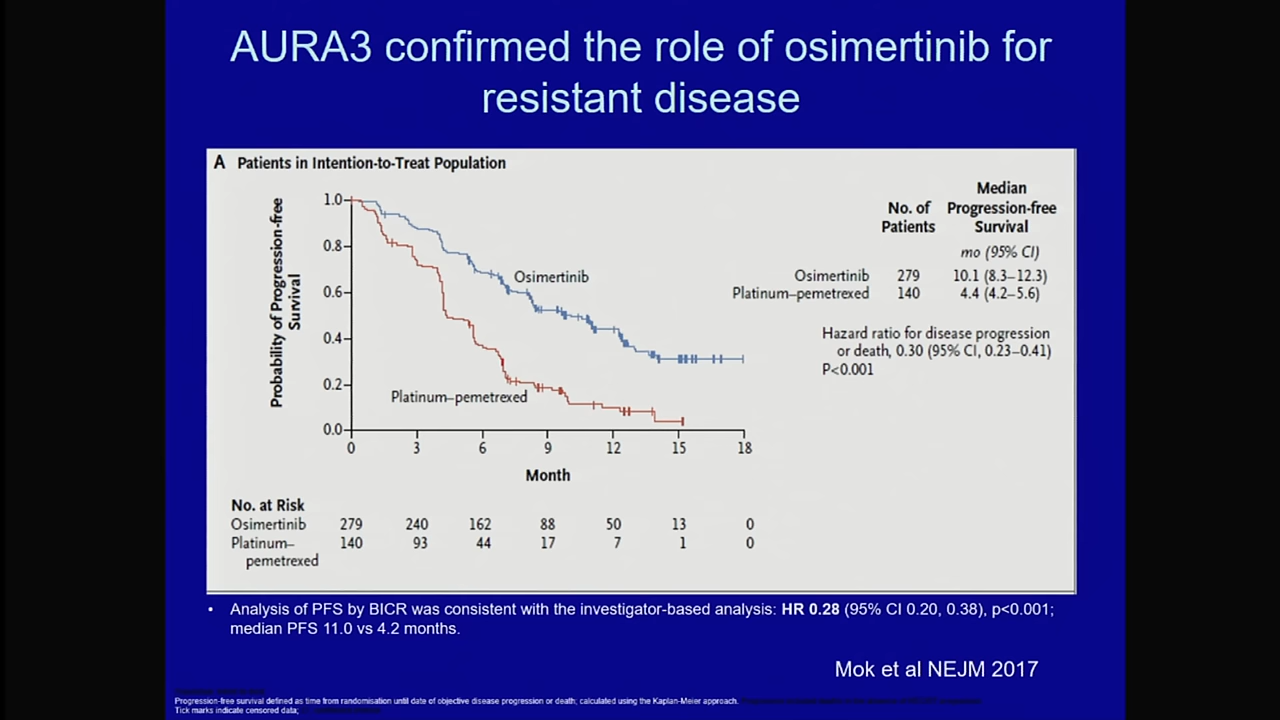 AURA3 confirmed the role of osimertinib for
resistant disease
A Patients in Intention-to-Treat Population
Probability of Progression-free
Survival
1.0
0.8
0.6
0.4
0.2
0.0
0 3 6 9 12 15 18
Month
Osimertinib
Platinum–pemetrexed
No. of
Patients
Median
Progression-free
Survival
mo (95% CI)
Osimertinib 279 10.1 (8.3–12.3)
Platinum–pemetrexed 140 4.4 (4.2–5.6)
Hazard ratio for disease progression
or death, 0.30 (95% CI, 0.23–0.41)
P<0.001
No. at Risk
Osimertinib 279 240 162 88 50 13 0
Platinum–
pemetrexed 140 93 44 17 7 1 0
• Analysis of PFS by BICR was consistent with the investigator-based analysis: HR 0.28 (95% CI 0.20, 0.38), p<0.001;
median PFS 11.0 vs 4.2 months.
Mok et al NEJM 2017
Progression-free survival defined as time from randomisation until date of objective disease progression or death; calculated using the Kaplan-Meier approach.
Tick marks indicate censored data;